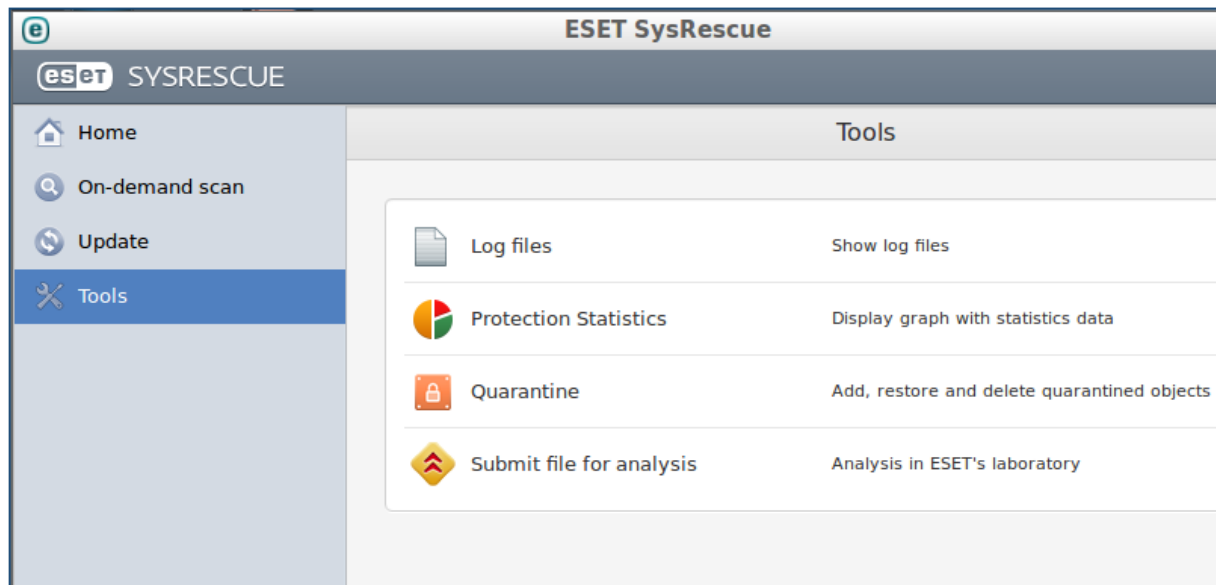 ESET SysRescue
eseT SYSRESCUE
Home
On-demand scan
Update
Tools
Tools
Log files Show log files
Protection Statistics Display graph with statistics data
Quarantine Add, restore and delete quarantined objects
Submit file for analysis Analysis in ESET's laboratory